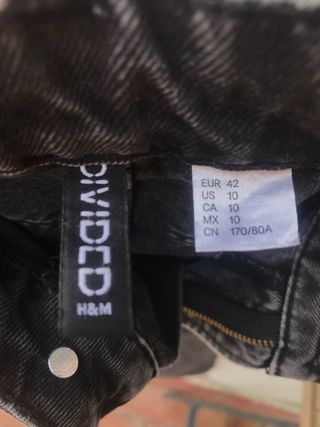 DIVIDED
H&M
EUR 42
US 10
CA 10
MX 10
CN 170/80A